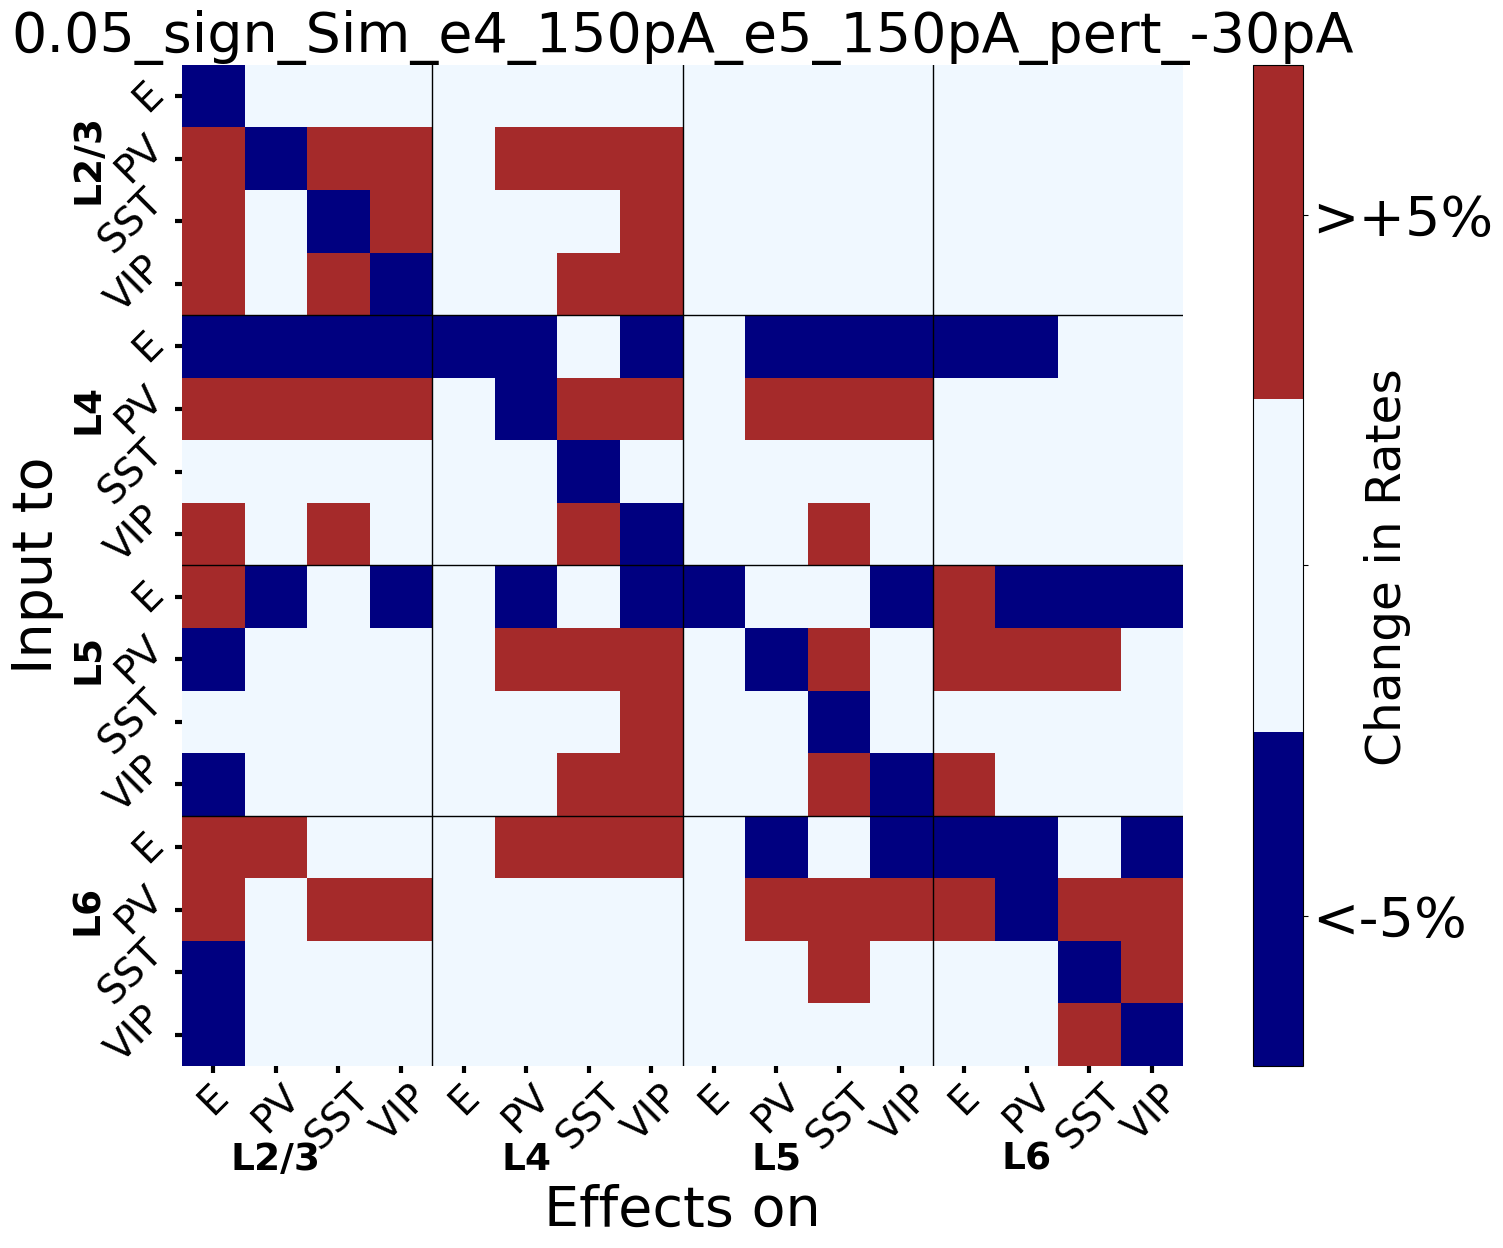 0.05_sign_Sim_e4_150pA_e5_150pA_pert_-30pA
Input to
L2/3
E
PV
SST
VIP
L4
E
PV
SST
VIP
L5
E
PV
SST
VIP
L6
E
PV
SST
VIP
E PV SST VIP E PV SST VIP E PV SST VIP E PV SST VIP
L2/3 L4 L5 L6
Effects on
>+5%
<-5%
Change in Rates